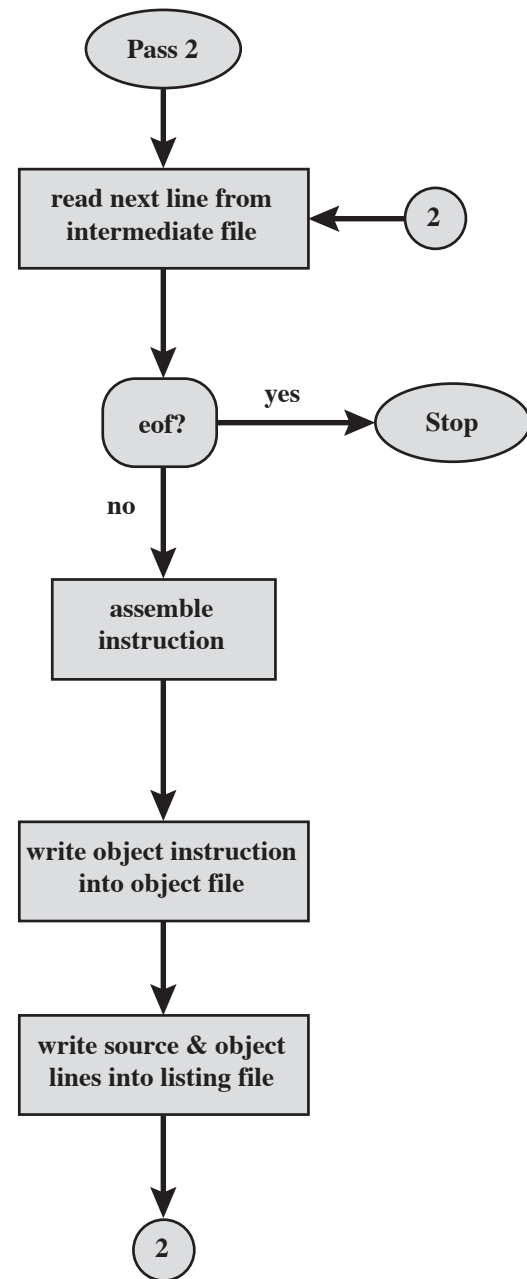 Pass 2
read next line from
intermediate file
2
eof?
yes
Stop
no
assemble
instruction
write object instruction
into object file
write source & object
lines into listing file
2